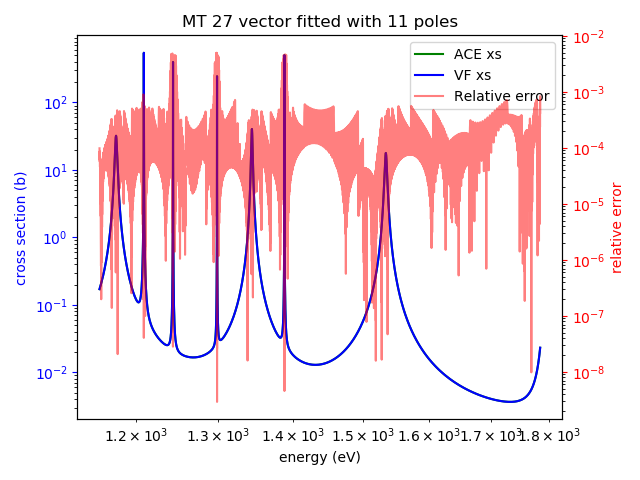 MT 27 vector fitted with 11 poles
ACE xs
VF xs
Relative error
cross section (b)
10²
10¹
10⁰
10⁻¹
10⁻²
relative error
10⁻²
10⁻³
10⁻⁴
10⁻⁵
10⁻⁶
10⁻⁷
10⁻⁸
1.2 × 10³ 1.3 × 10³ 1.4 × 10³ 1.5 × 10³ 1.6 × 10³ 1.7 × 10³ 1.8 × 10³
energy (eV)